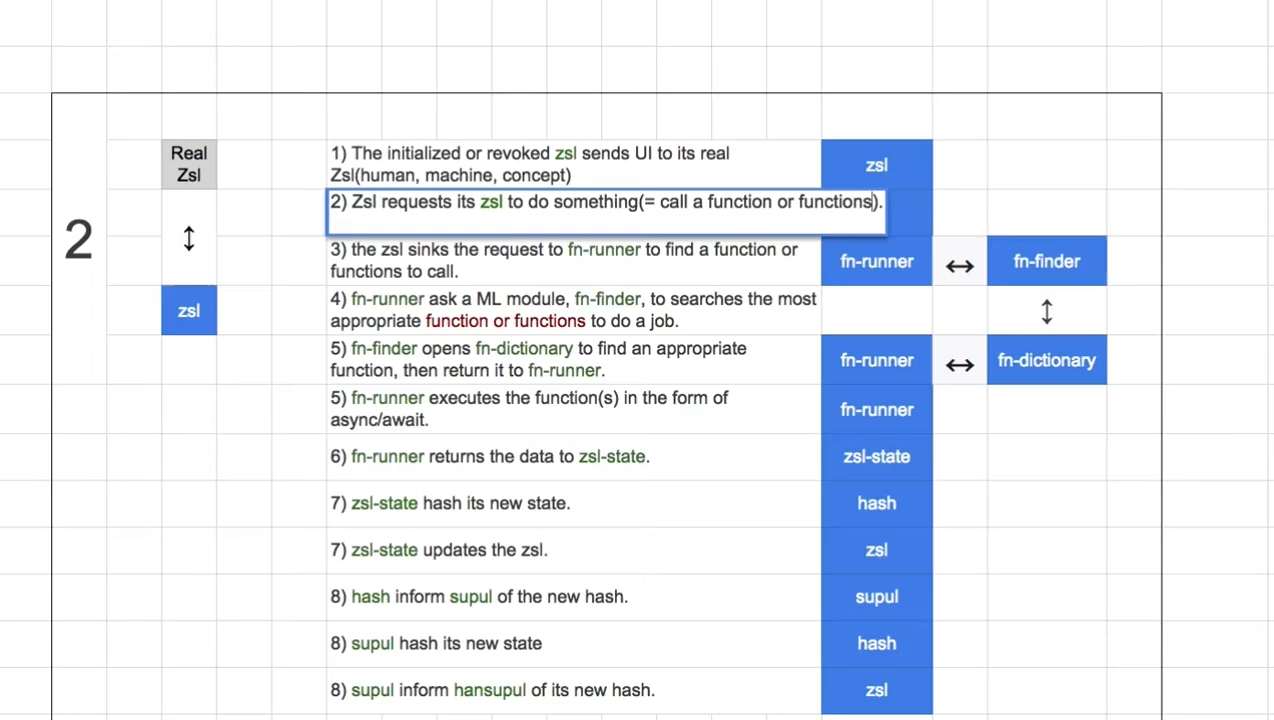 Real
Zsl
1) The initialized or revoked zsl sends UI to its real
Zsl(human, machine, concept)
zsl
2) Zsl requests its zsl to do something(= call a function or functions).
2
↕
3) the zsl sinks the request to fn-runner to find a function or
functions to call.
fn-runner
↔
fn-finder
zsl
4) fn-runner ask a ML module, fn-finder, to searches the most
appropriate function or functions to do a job.
↕
5) fn-finder opens fn-dictionary to find an appropriate
function, then return it to fn-runner.
fn-runner
↔
fn-dictionary
5) fn-runner executes the function(s) in the form of
async/await.
fn-runner
6) fn-runner returns the data to zsl-state.
zsl-state
7) zsl-state hash its new state.
hash
7) zsl-state updates the zsl.
zsl
8) hash inform supul of the new hash.
supul
8) supul hash its new state
hash
8) supul inform hansupul of its new hash.
zsl